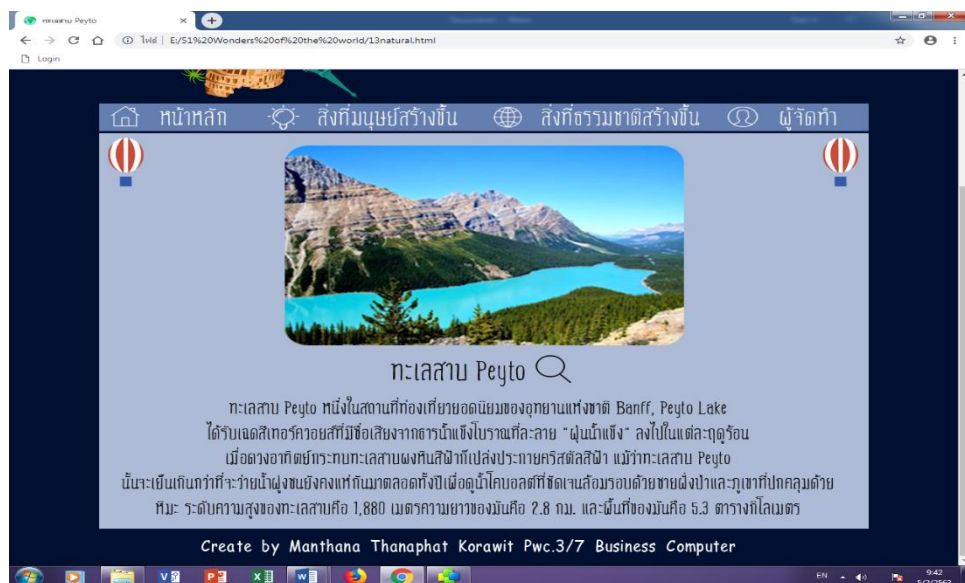 ทะเลสาบ Peyto
ไฟล์ | E:/51%20Wonders%20of%20the%20world/13natural.html
Login
หน้าหลัก สิ่งที่มนุษย์สร้างขึ้น สิ่งที่ธรรมชาติสร้างขึ้น ผู้จัดทำ
ทะเลสาบ Peyto
ทะเลสาบ Peyto หนึ่งในสถานที่ท่องเที่ยวยอดนิยมของอุทยานแห่งชาติ Banff, Peyto Lake
ได้รับเฉดสีเทอร์ควอยส์ที่มีชื่อเสียงจากธารน้ำแข็งโบราณที่ละลาย "ฝุ่นน้ำแข็ง" ลงไปในแต่ละฤดูร้อน
เมื่อดวงอาทิตย์กระทบทะเลสาบผงหินสีฟ้าก็เปล่งประกายคริสตัลสีฟ้า แม้ว่าทะเลสาบ Peyto
นั้นจะเย็นเกินกว่าที่จะว่ายน้ำฝูงชนยังคงแห่กันมาตลอดทั้งปีเพื่อดูน้ำโคบอลต์ที่ชัดเจนล้อมรอบด้วยชายฝั่งป่าและภูเขาที่ปกคลุมด้วย
หิมะ ระดับความสูงของทะเลสาบคือ 1,880 เมตรความยาวของมันคือ 2.8 กม. และพื้นที่ของมันคือ 5.3 ตารางกิโลเมตร
Create by Manthana Thanaphat Korawit Pwc.3/7 Business Computer
EN 9:42
5/2/2562